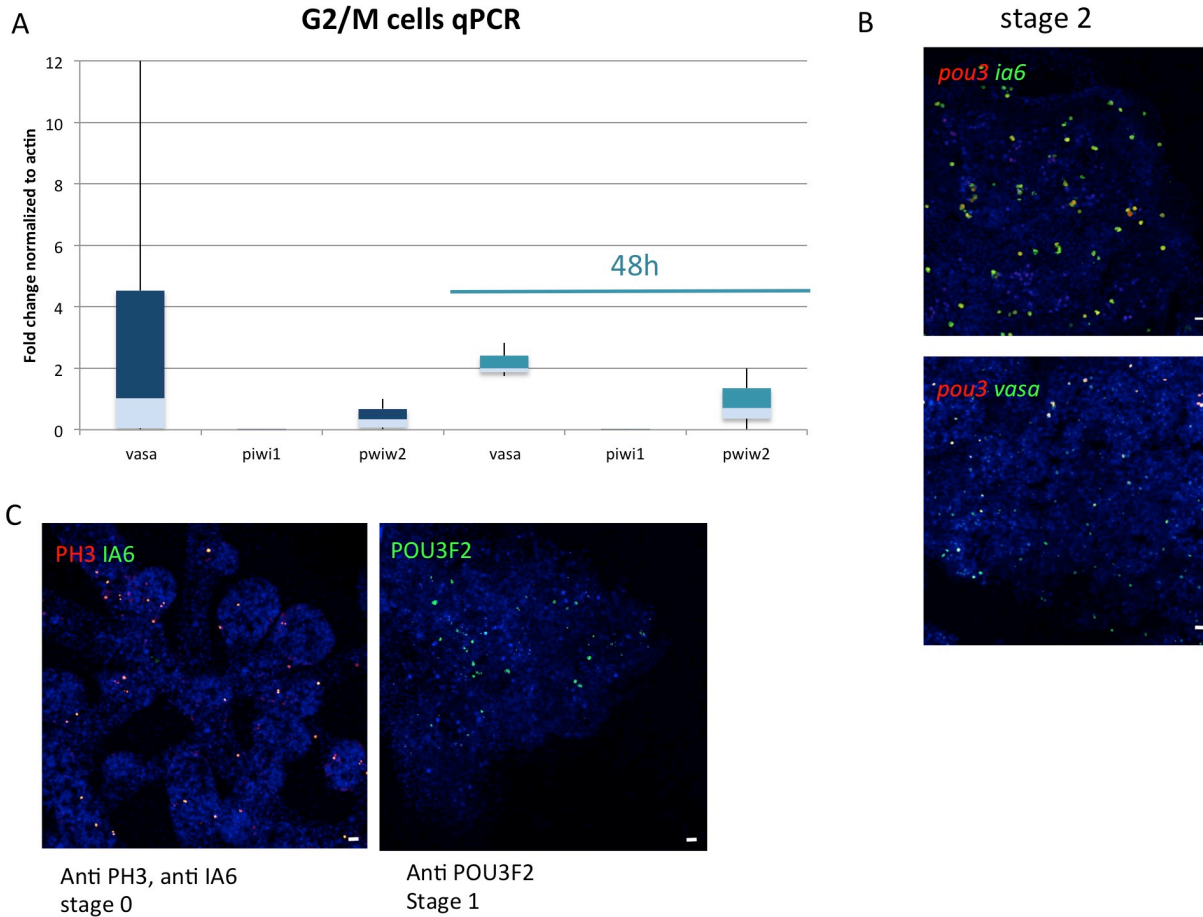 A
G2/M cells qPCR
Fold change normalized to actin
12
10
8
6
4
2
0
48h
vasa piwi1 pwiw2 vasa piwi1 pwiw2
B
stage 2
pou3 ia6
pou3 vasa
C
PH3 IA6
POU3F2
Anti PH3, anti IA6
stage 0
Anti POU3F2
Stage 1